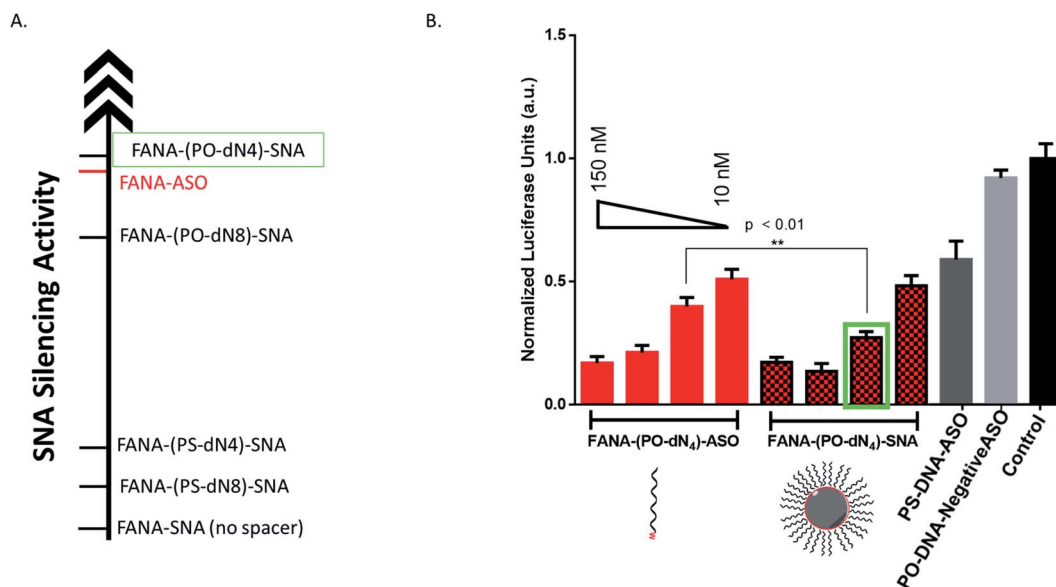 A.
SNA Silencing Activity
FANA-(PO-dN4)-SNA
FANA-ASO
FANA-(PO-dN8)-SNA
FANA-(PS-dN4)-SNA
FANA-(PS-dN8)-SNA
FANA-SNA (no spacer)
B.
Normalized Luciferase Units (a.u.)
1.5
1.0
0.5
0.0
150 nM
10 nM
p < 0.01
**
FANA-(PO-dN₄)-ASO
FANA-(PO-dN₄)-SNA
PS-DNA-ASO
PO-DNA-NegativeASO
Control